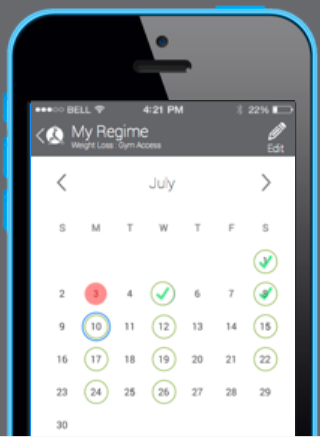 BELL 4:21 PM 22%
My Regime
Weight Loss Gym Access
Edit
July
S M T W T F S
1
2 3 4 6 7 8
9 10 11 12 13 14 15
16 17 18 19 20 21 22
23 24 25 26 27 28 29
30